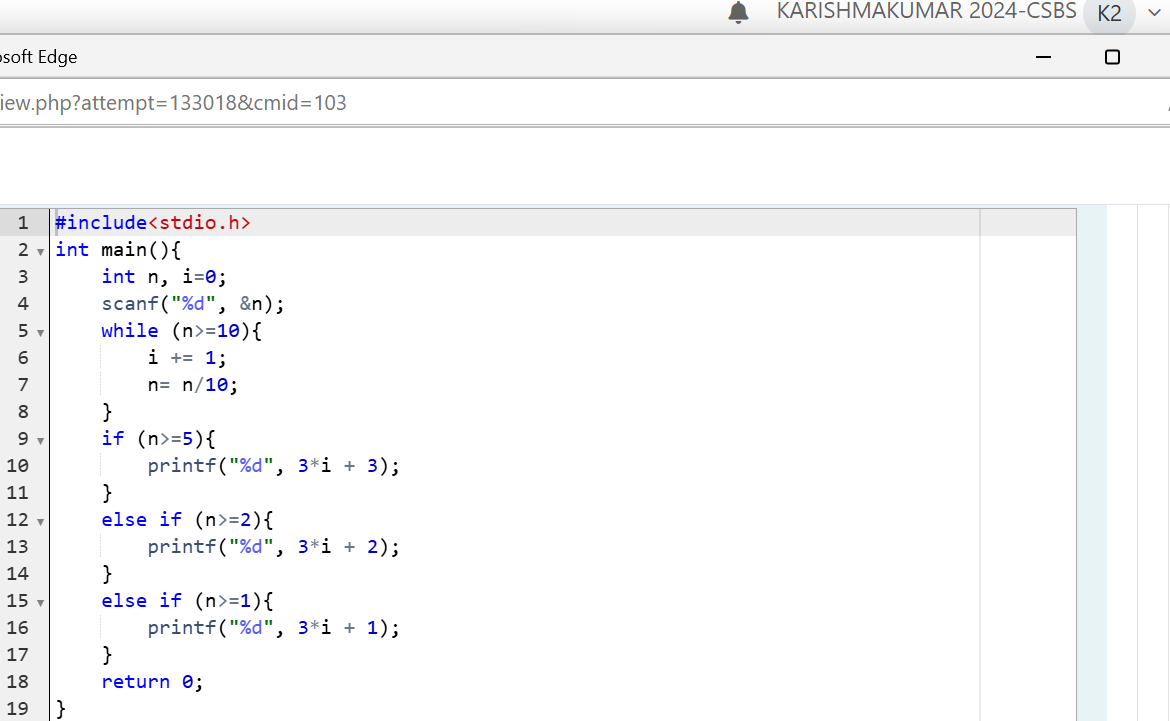 KARISHMAKUMAR 2024-CSBS K2
osoft Edge
iew.php?attempt=133018&cmid=103
1 #include<stdio.h>
2 int main(){
3     int n, i=0;
4     scanf("%d", &n);
5     while (n>=10){
6         i += 1;
7         n= n/10;
8     }
9     if (n>=5){
10         printf("%d", 3*i + 3);
11     }
12     else if (n>=2){
13         printf("%d", 3*i + 2);
14     }
15     else if (n>=1){
16         printf("%d", 3*i + 1);
17     }
18     return 0;
19 }